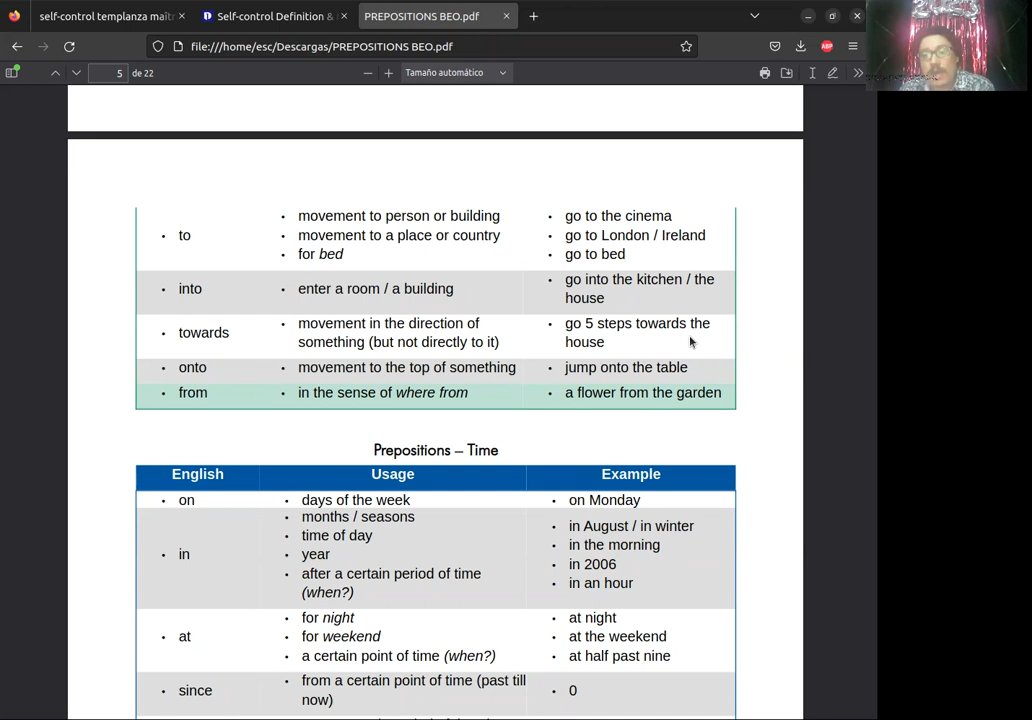 self-control templanza maitr
Self-control Definition &
PREPOSITIONS BEO.pdf
file:///home/esc/Descargas/PREPOSITIONS BEO.pdf
ABP
5 de 22
Tamaño automático
to
• movement to person or building
• movement to a place or country
• for bed
• go to the cinema
• go to London / Ireland
• go to bed
• into
• enter a room / a building
• go into the kitchen / the
house
• towards
• movement in the direction of
something (but not directly to it)
• go 5 steps towards the
house
• onto
• movement to the top of something
• jump onto the table
• from
• in the sense of where from
• a flower from the garden
Prepositions – Time
English Usage Example
• on
• days of the week
• on Monday
• in
• months / seasons
• time of day
• year
• after a certain period of time
(when?)
• in August / in winter
• in the morning
• in 2006
• in an hour
• at
• for night
• for weekend
• a certain point of time (when?)
• at night
• at the weekend
• at half past nine
• since
• from a certain point of time (past till
now)
• 0